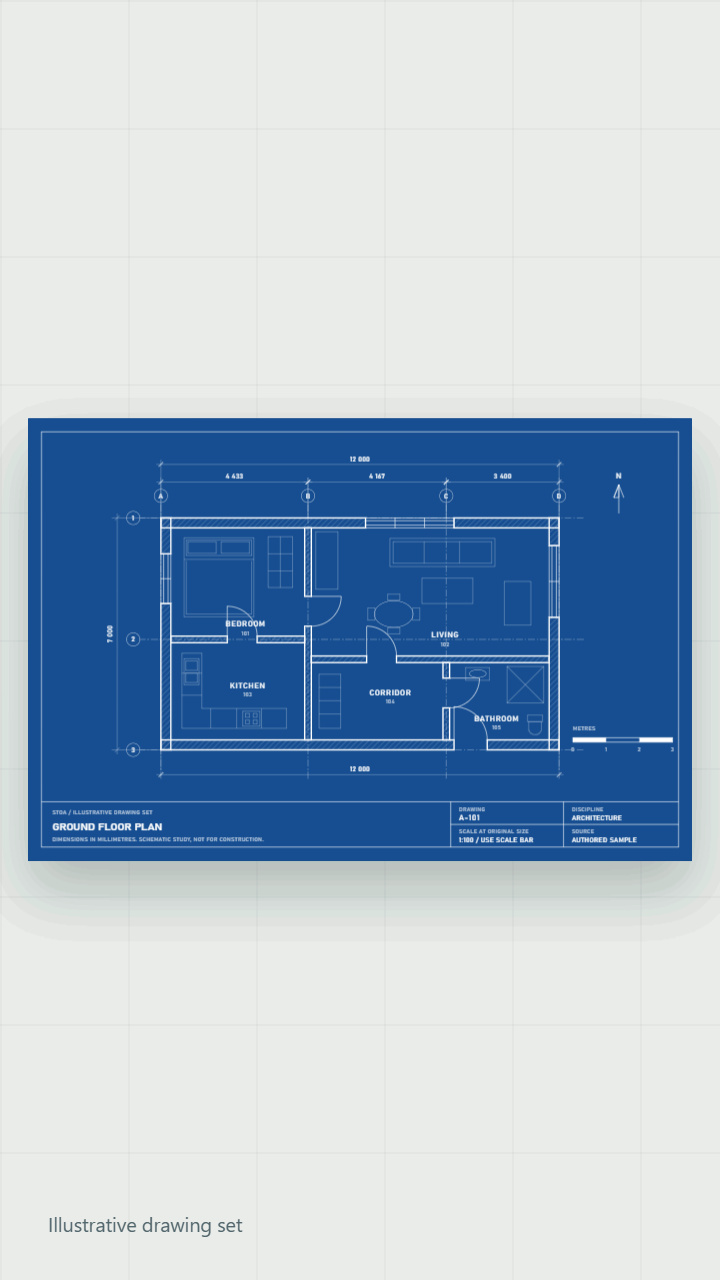 12 000
4 433
4 167
3 400
N
A
B
C
D
1
7 000
2
3
BEDROOM
101
LIVING
102
KITCHEN
103
CORRIDOR
104
BATHROOM
105
METRES
0 1 2 3
12 000
STOA / ILLUSTRATIVE DRAWING SET
GROUND FLOOR PLAN
DIMENSIONS IN MILLIMETRES. SCHEMATIC STUDY, NOT FOR CONSTRUCTION.
DRAWING
A-101
DISCIPLINE
ARCHITECTURE
SCALE AT ORIGINAL SIZE
1:100 / USE SCALE BAR
SOURCE
AUTHORED SAMPLE
Illustrative drawing set